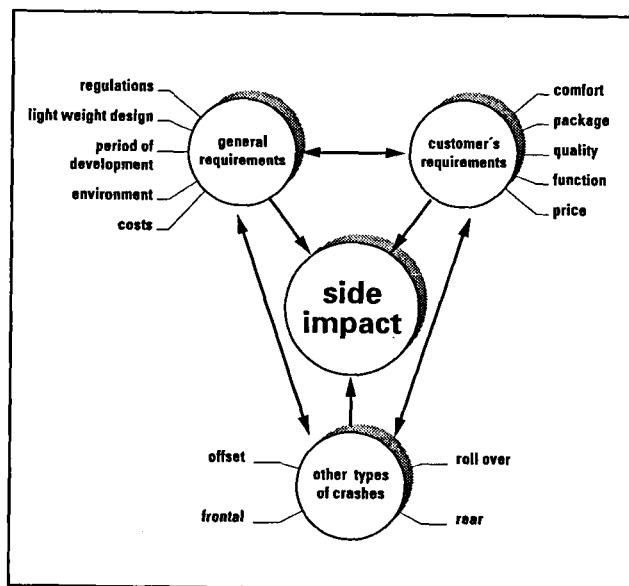 regulations
light weight design
period of
development
environment
costs
general
requirements
customer´s
requirements
comfort
package
quality
function
price
side
impact
offset
frontal
other types
of crashes
roll over
rear